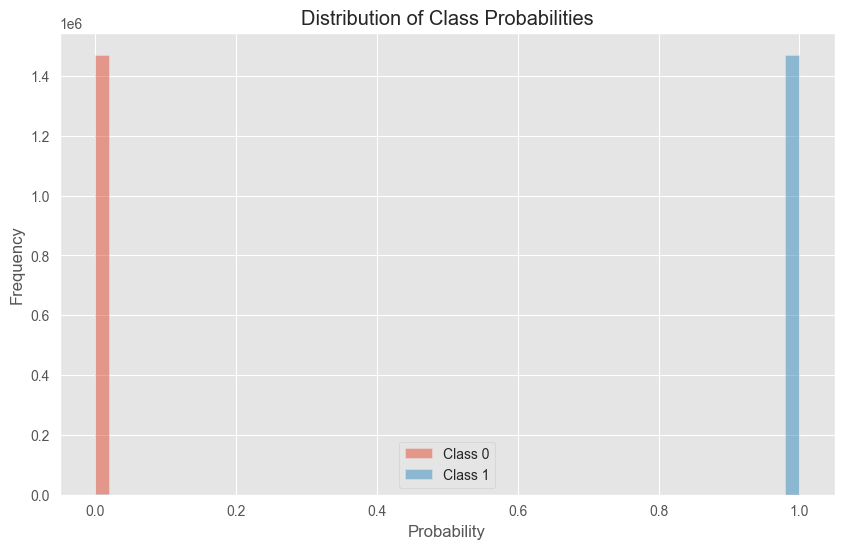 Distribution of Class Probabilities
1e6
1.4
1.2
1.0
0.8
0.6
0.4
0.2
0.0
Frequency
Class 0
Class 1
0.0 0.2 0.4 0.6 0.8 1.0
Probability